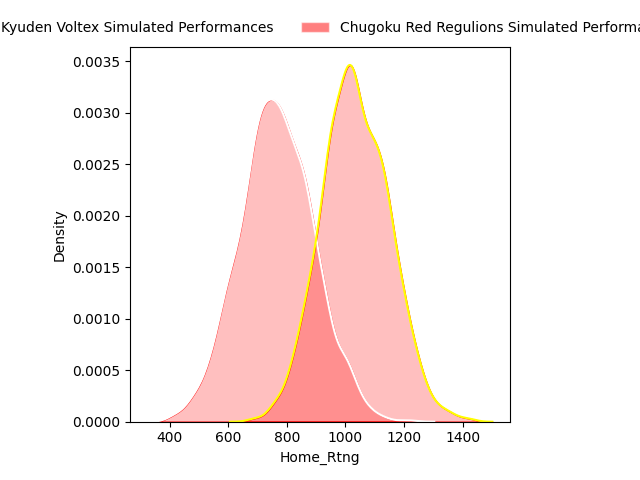 Kyuden Voltex Simulated Performances
Chugoku Red Regulions Simulated
0.0035
0.0030
0.0025
0.0020
0.0015
0.0010
0.0005
0.0000
Density
400 600 800 1000 1200 1400
Home_Rtng